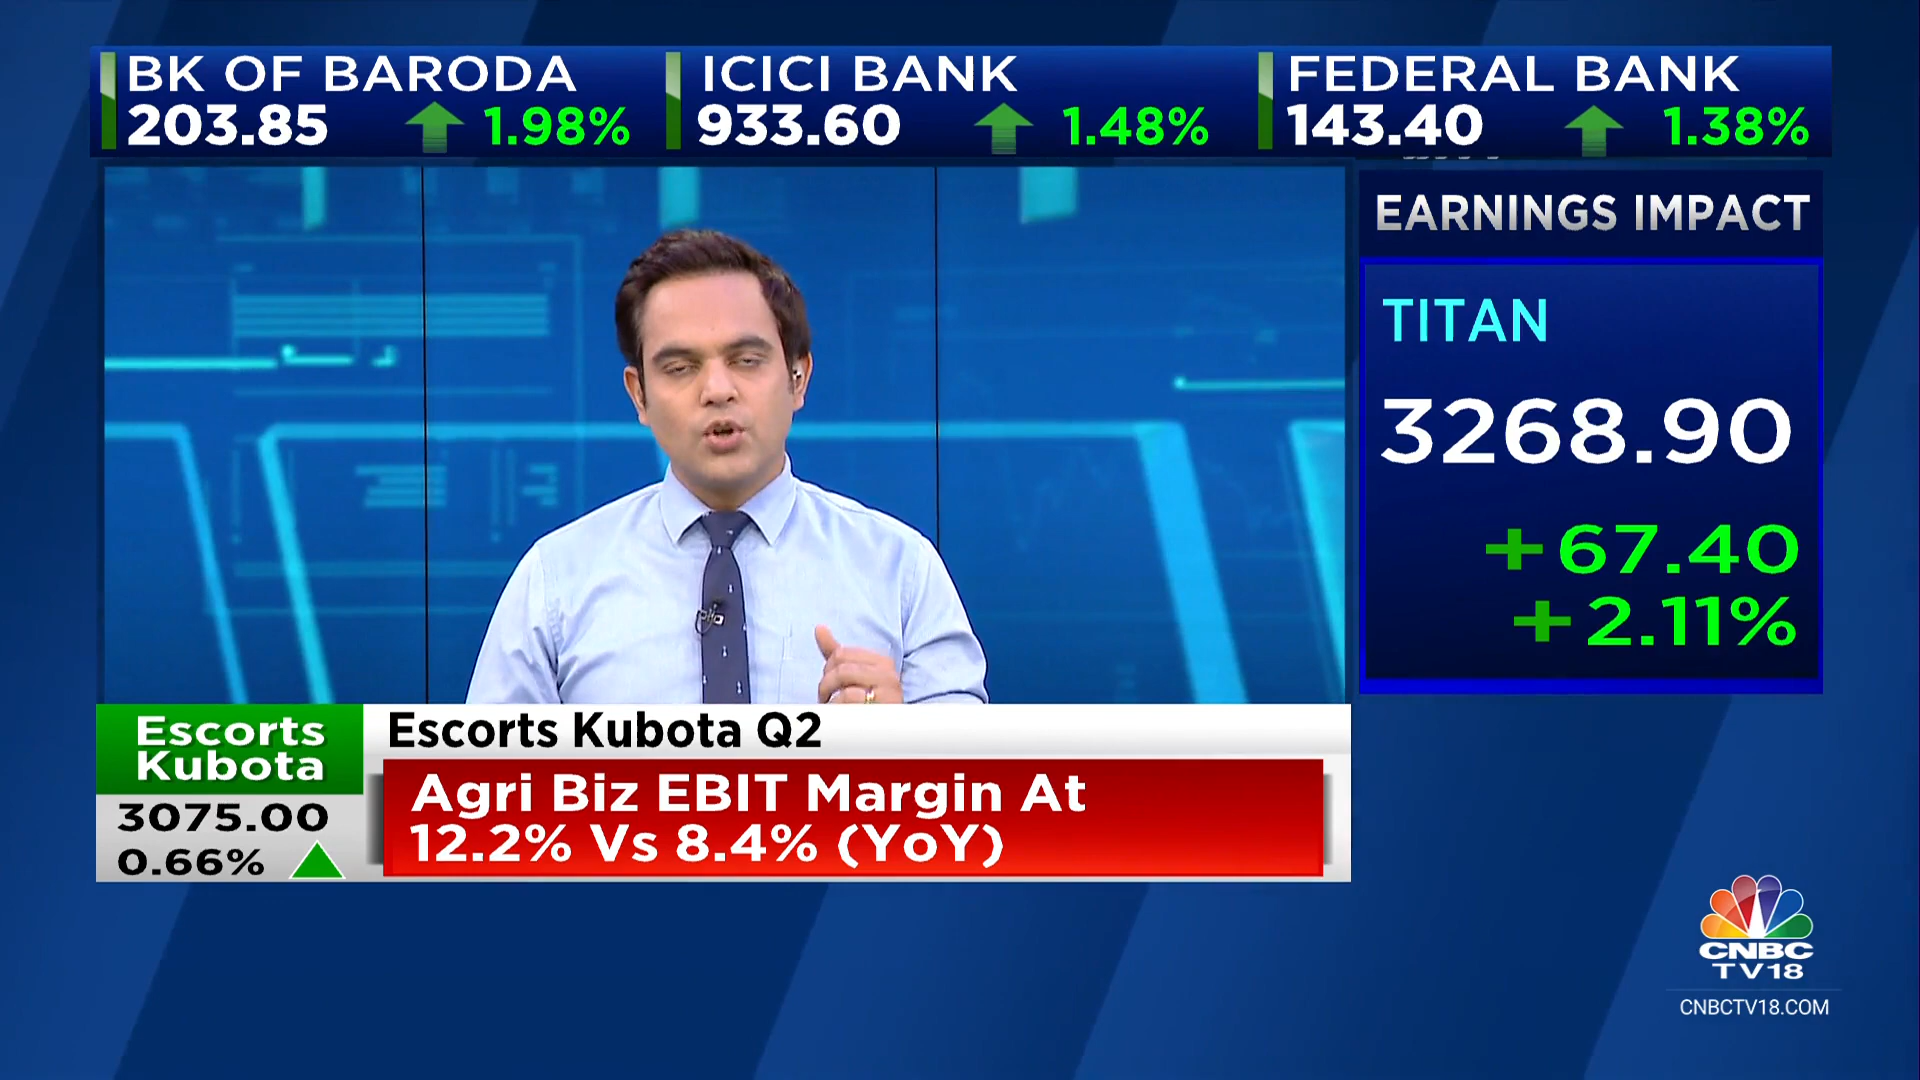 BK OF BARODA
203.85 1.98%
ICICI BANK
933.60 1.48%
FEDERAL BANK
143.40 1.38%
EARNINGS IMPACT
TITAN
3268.90
+67.40
+2.11%
Escorts
Kubota
3075.00
0.66%
Escorts Kubota Q2
Agri Biz EBIT Margin At
12.2% Vs 8.4% (YoY)
CNBC
TV18
CNBCTV18.COM